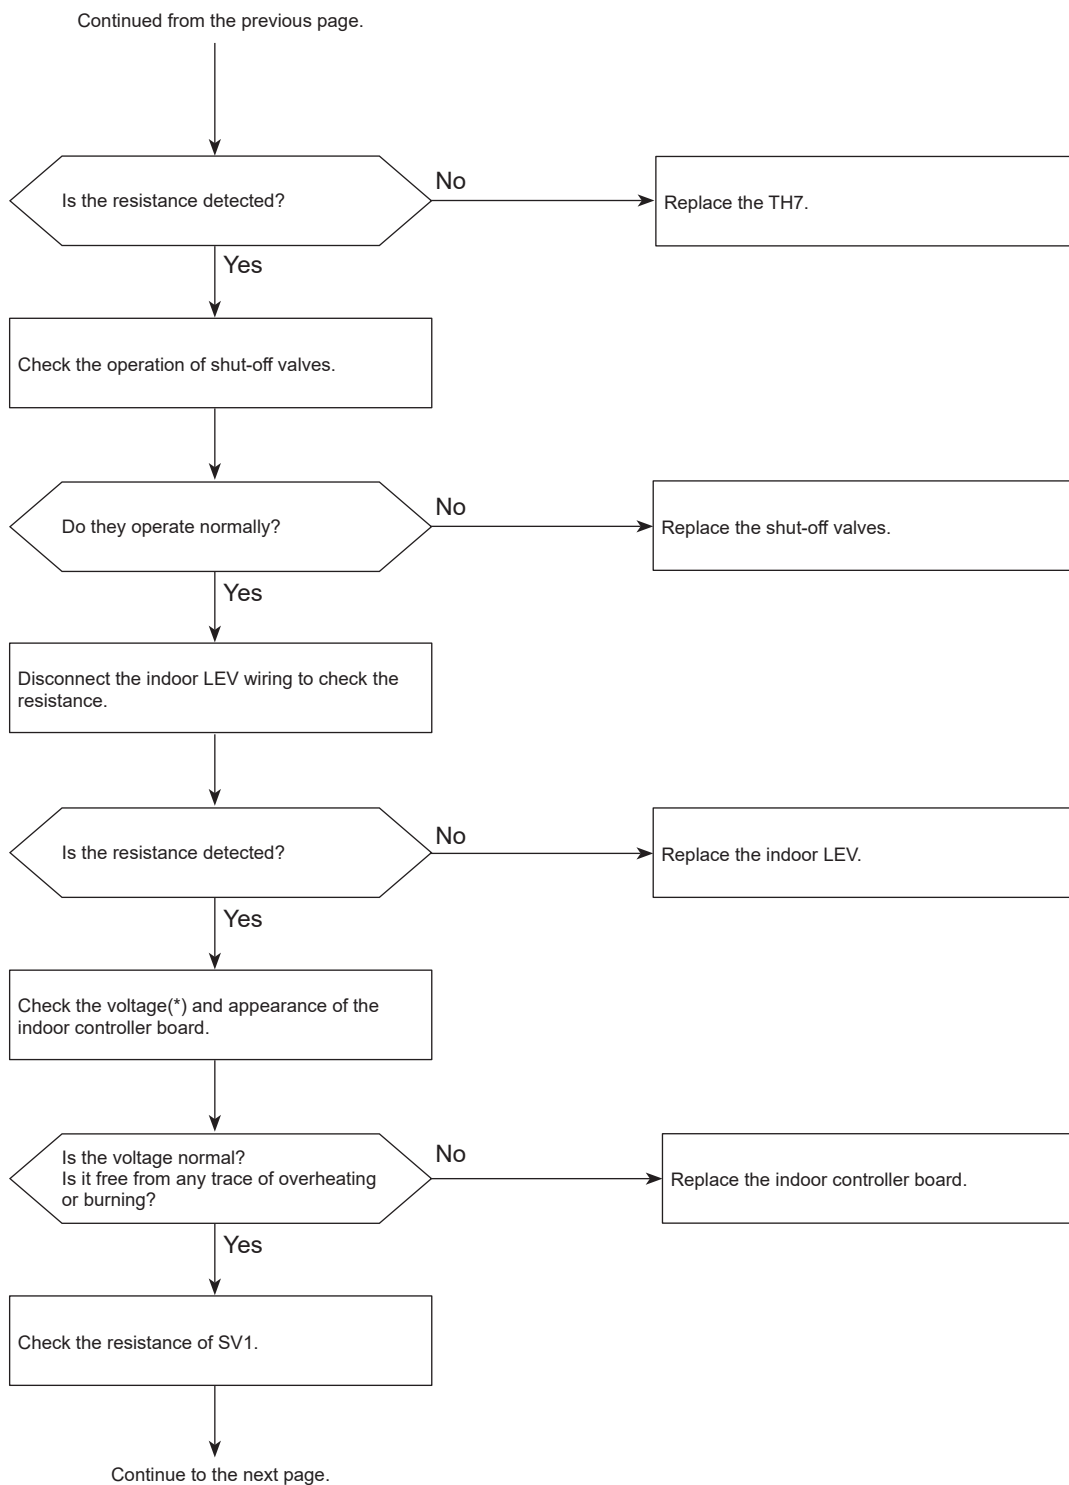 Continued from the previous page.
Is the resistance detected?
No
Replace the TH7.
Yes
Check the operation of shut-off valves.
Do they operate normally?
No
Replace the shut-off valves.
Yes
Disconnect the indoor LEV wiring to check the
resistance.
Is the resistance detected?
No
Replace the indoor LEV.
Yes
Check the voltage(*) and appearance of the
indoor controller board.
Is the voltage normal?
Is it free from any trace of overheating
or burning?
No
Replace the indoor controller board.
Yes
Check the resistance of SV1.
Continue to the next page.